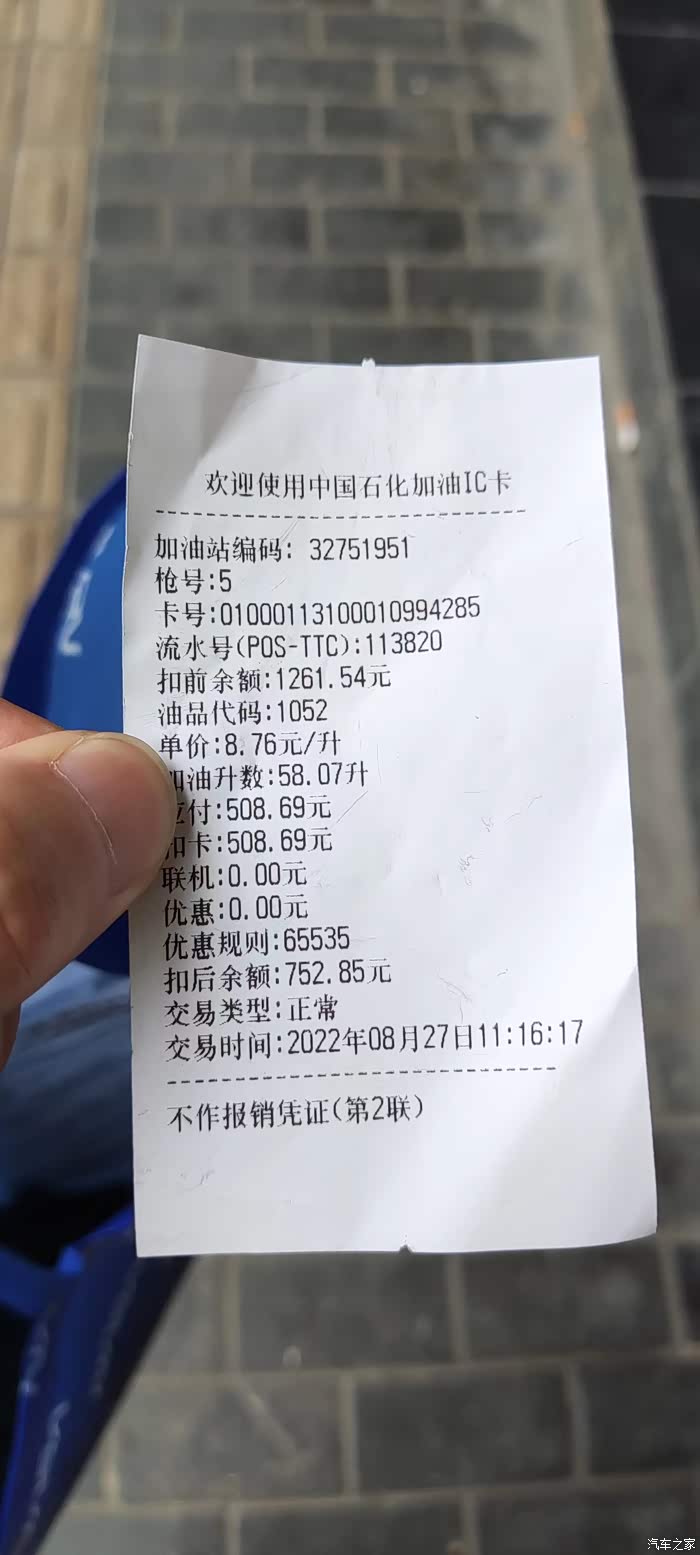 欢迎使用中国石化加油IC卡
加油站编码: 32751951
枪号:5
卡号:01000113100010994285
流水号(POS-TTC):113820
扣前余额:1261.54元
油品代码:1052
单价:8.76元/升
加油升数:58.07升
应付:508.69元
扣卡:508.69元
联机:0.00元
优惠:0.00元
优惠规则:65535
扣后余额:752.85元
交易类型:正常
交易时间:2022年08月27日11:16:17
不作报销凭证(第2联)
汽车之家